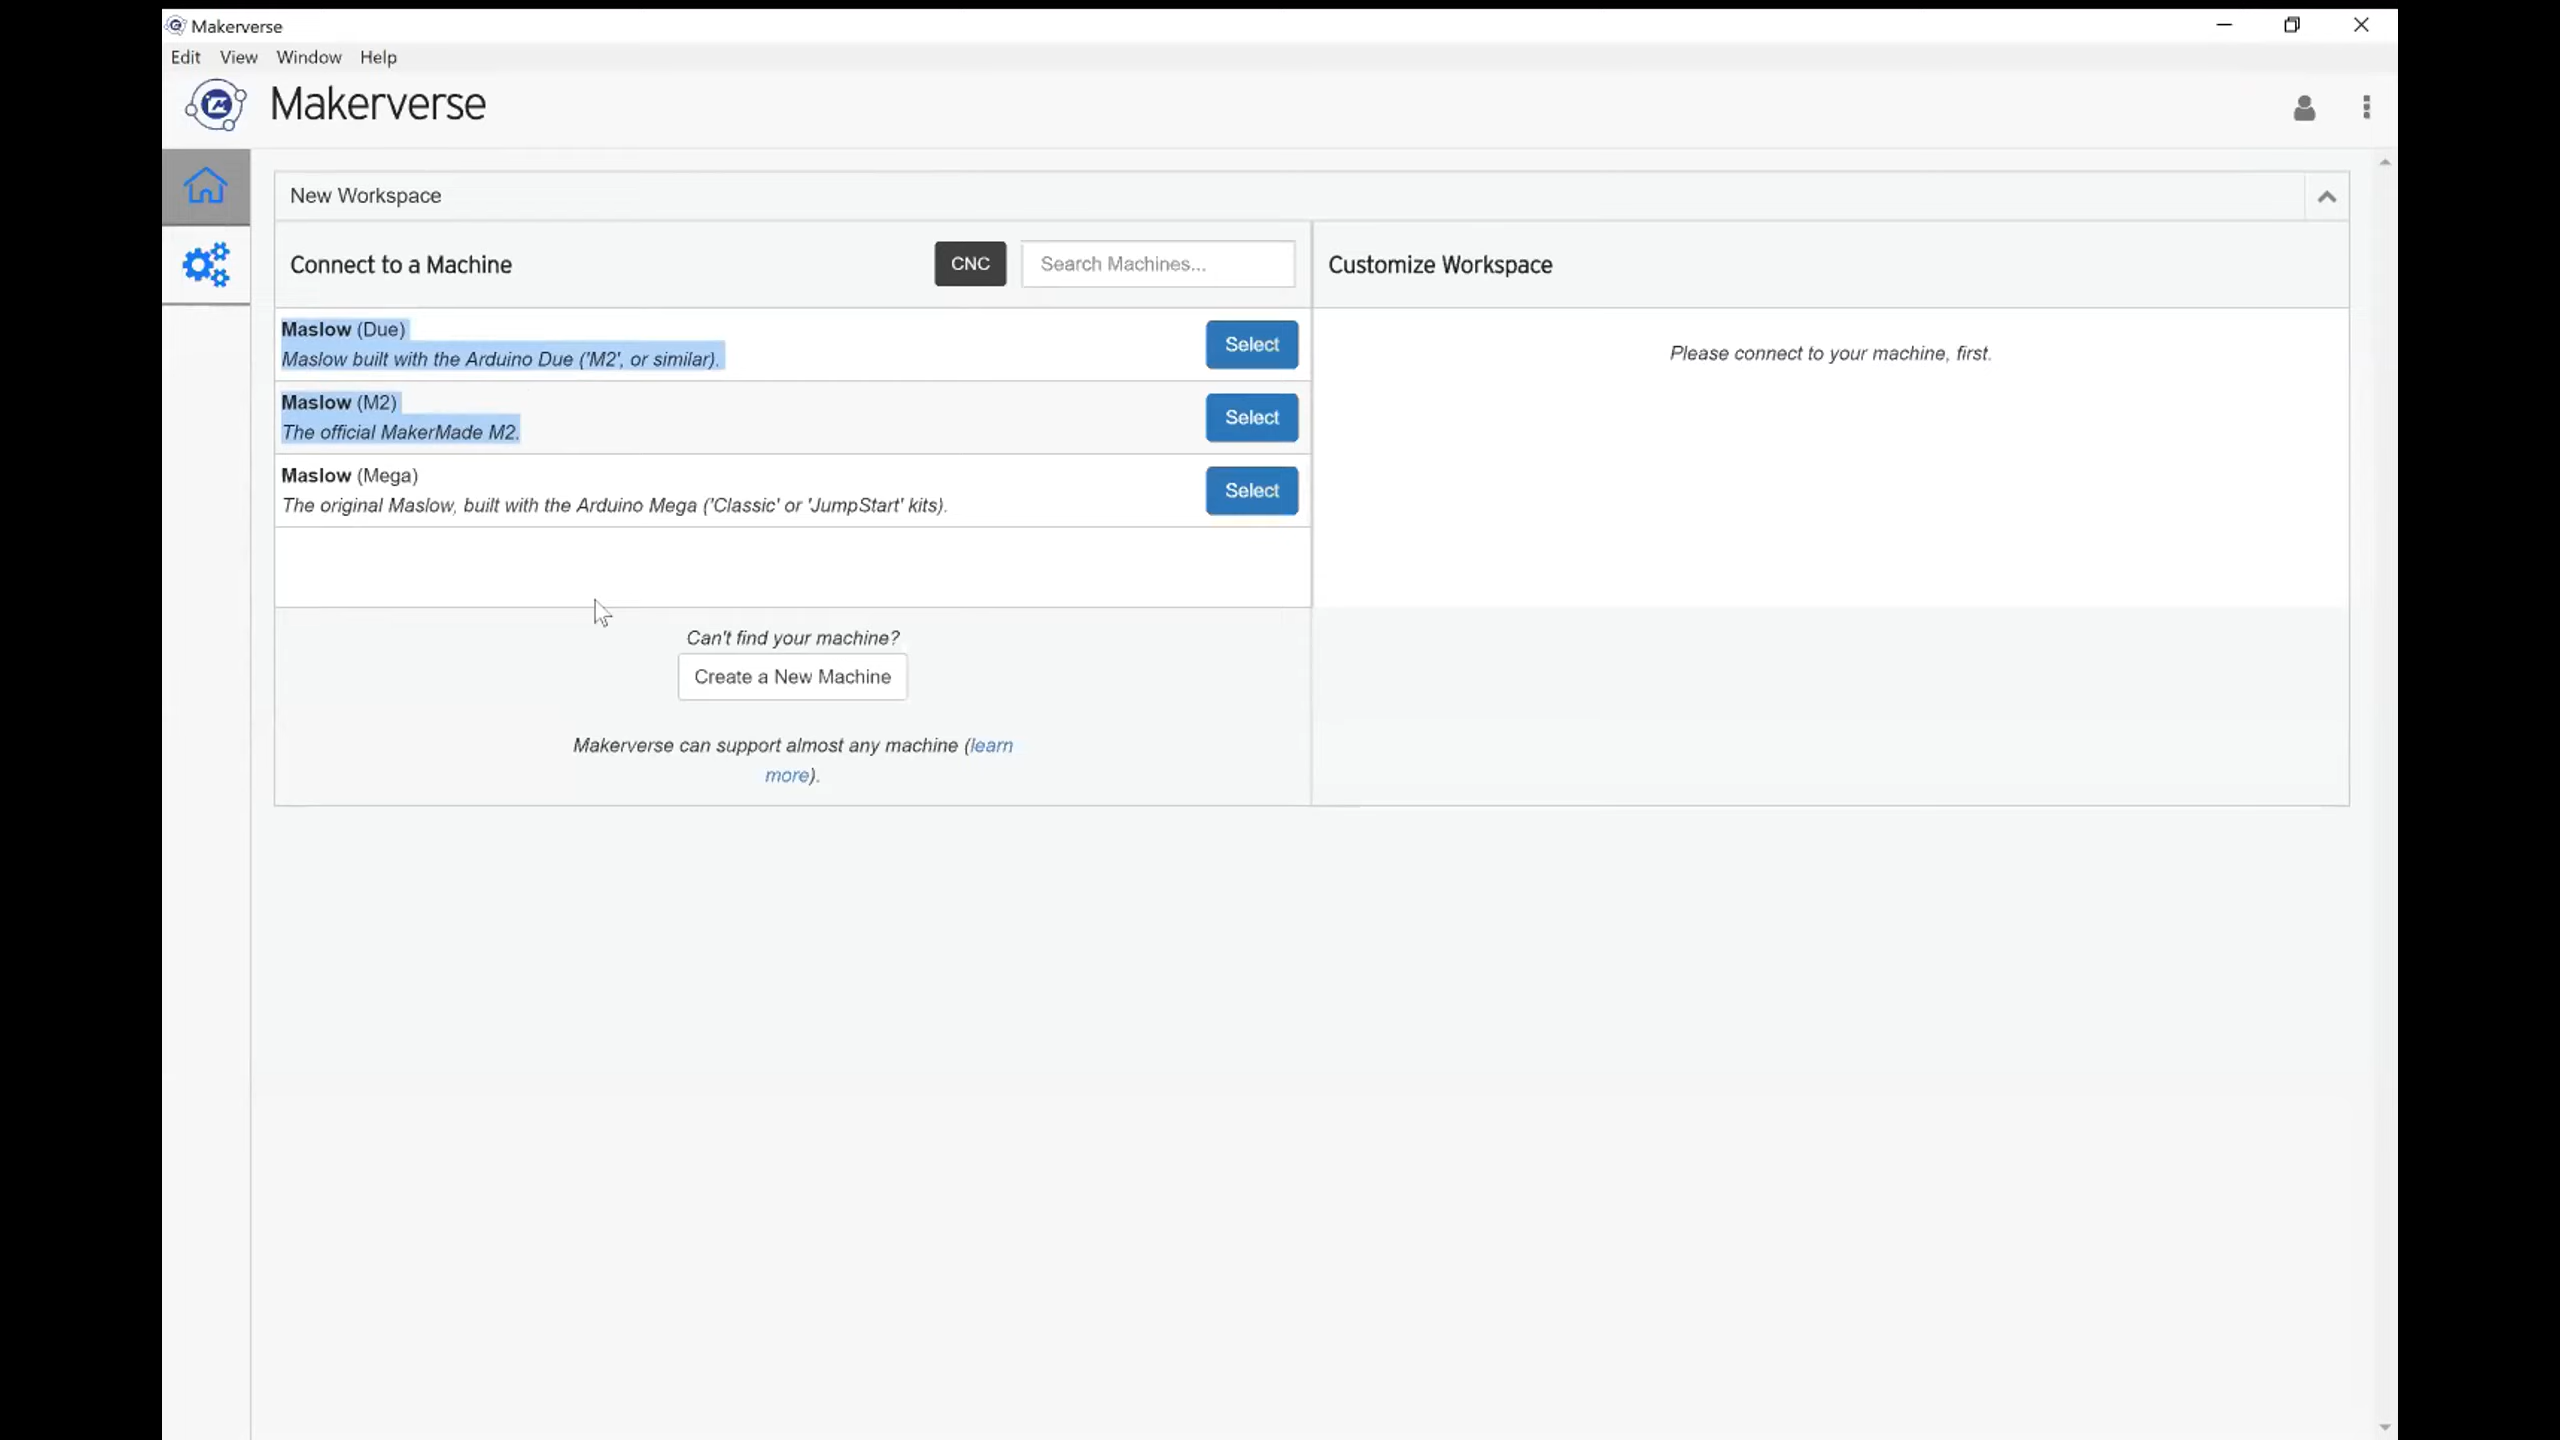 Makerverse
Edit View Window Help
Makerverse
New Workspace
Connect to a Machine
CNC
Search Machines...
Customize Workspace
Maslow (Due)
Maslow built with the Arduino Due ('M2', or similar).
Select
Please connect to your machine, first.
Maslow (M2)
The official MakerMade M2.
Select
Maslow (Mega)
The original Maslow, built with the Arduino Mega ('Classic' or 'JumpStart' kits).
Select
Can't find your machine?
Create a New Machine
Makerverse can support almost any machine (learn
more).